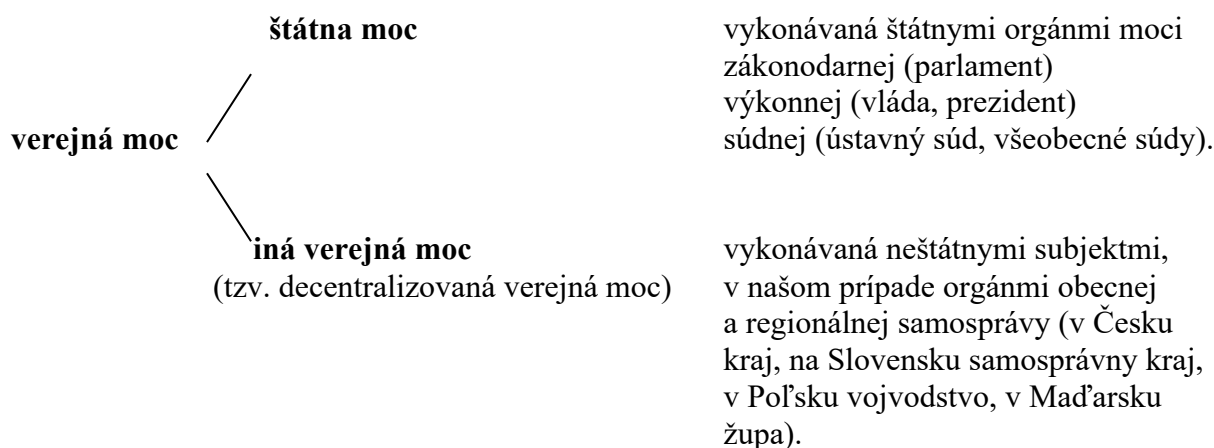 štátna moc
vykonávaná štátnymi orgánmi moci
zákonodarnej (parlament)
výkonnej (vláda, prezident)
verejná moc
súdnej (ústavný súd, všeobecné súdy).
iná verejná moc
(tzv. decentralizovaná verejná moc)
vykonávaná neštátnymi subjektmi,
v našom prípade orgánmi obecnej
a regionálnej samosprávy (v Česku
kraj, na Slovensku samosprávny kraj,
v Poľsku vojvodstvo, v Maďarsku
župa).